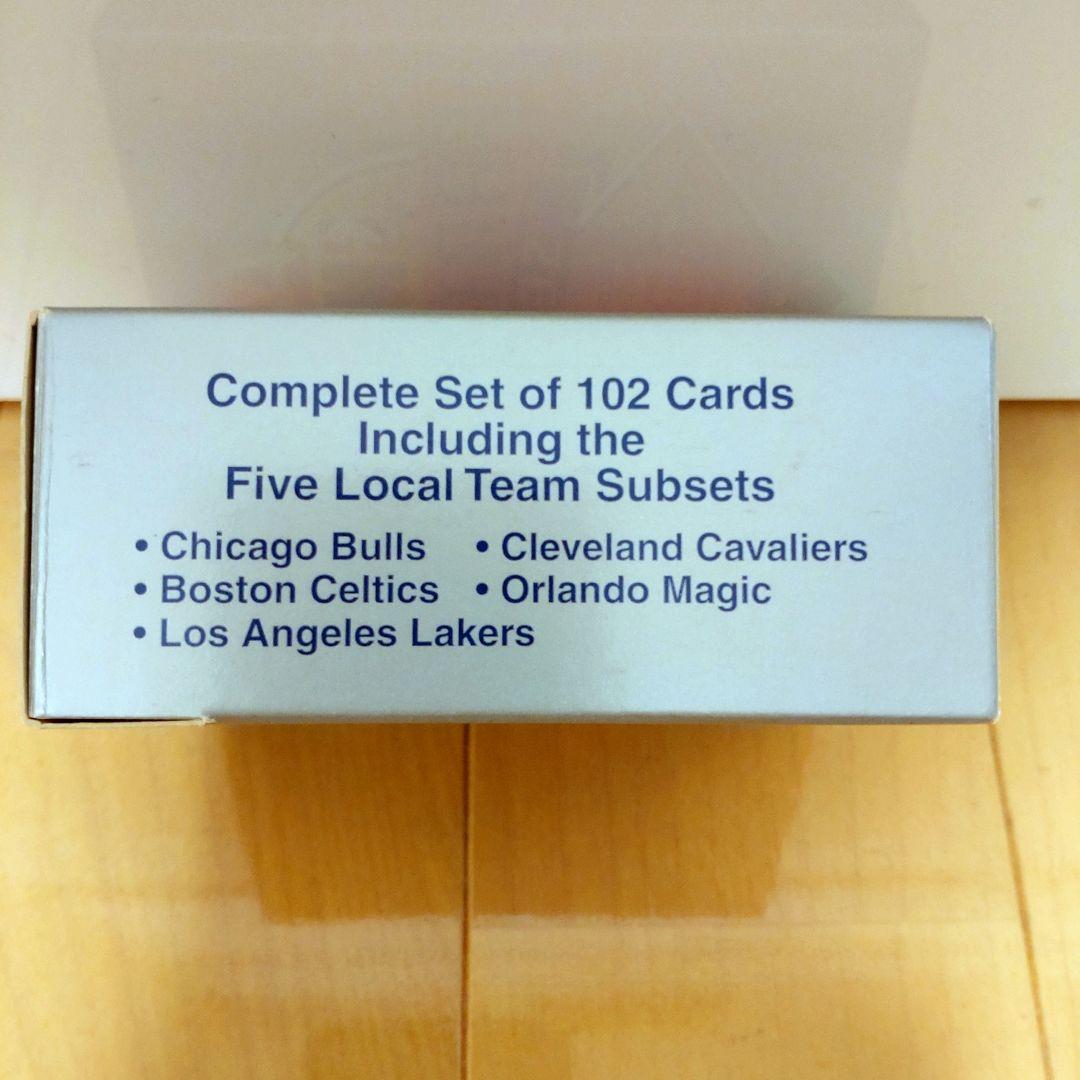 Complete Set of 102 Cards
Including the
Five Local Team Subsets
• Chicago Bulls • Cleveland Cavaliers
• Boston Celtics • Orlando Magic
• Los Angeles Lakers